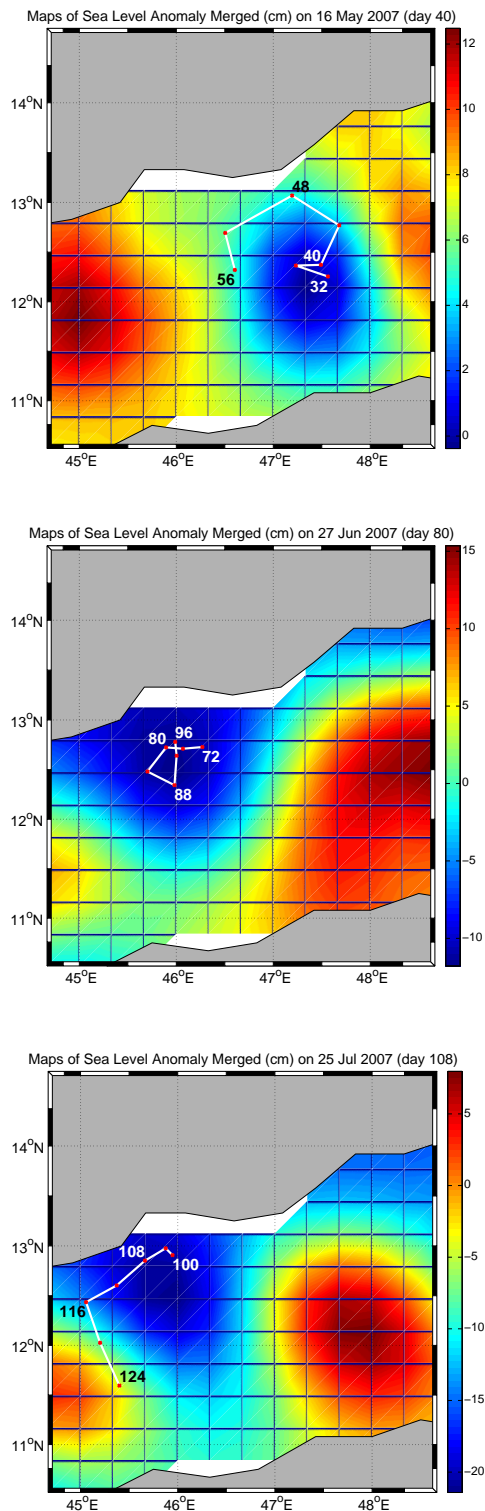 Maps of Sea Level Anomaly Merged (cm) on 16 May 2007 (day 40)
14°N
13°N
12°N
11°N
48
40
32
56
45°E 46°E 47°E 48°E
12
10
8
6
4
2
0
Maps of Sea Level Anomaly Merged (cm) on 27 Jun 2007 (day 80)
14°N
13°N
12°N
11°N
80 96
72
88
45°E 46°E 47°E 48°E
15
10
5
0
−5
−10
Maps of Sea Level Anomaly Merged (cm) on 25 Jul 2007 (day 108)
14°N
13°N
12°N
11°N
108
100
116
124
45°E 46°E 47°E 48°E
5
0
−5
−10
−15
−20